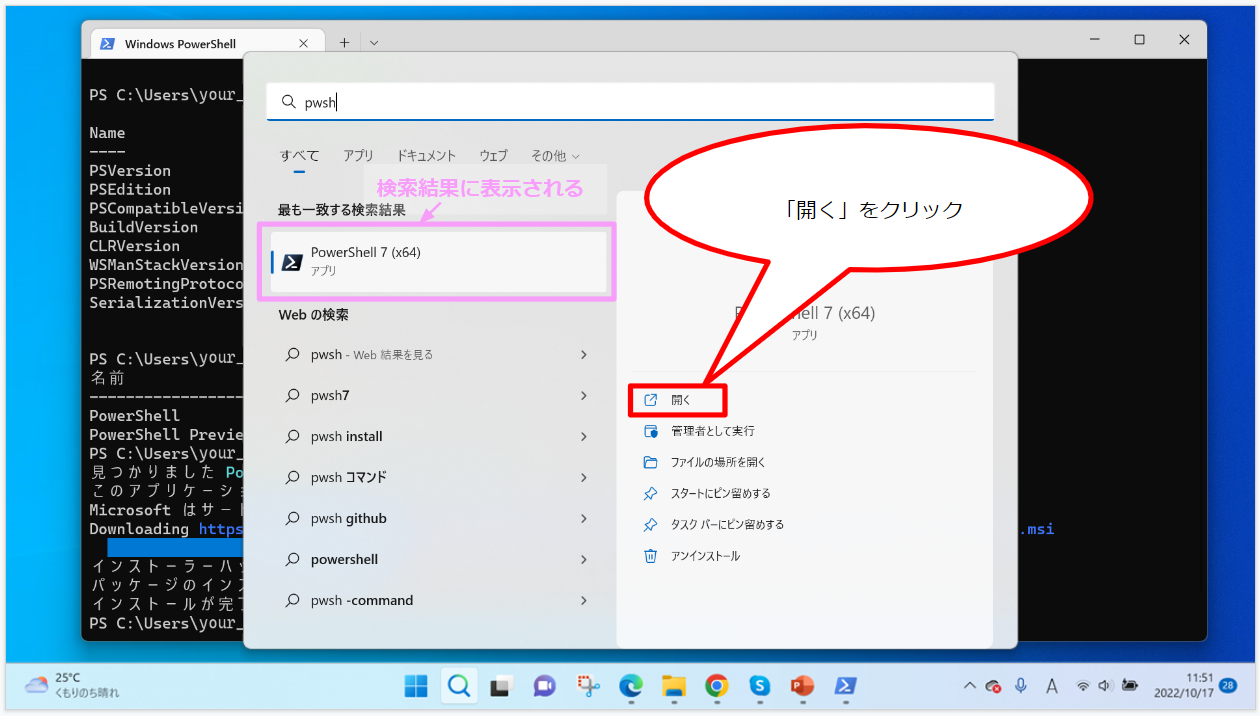 Windows PowerShell
PS C:\Users\your_
Name
----
PSVersion
PSEdition
PSCompatibleVersi
BuildVersion
CLRVersion
WSManStackVersion
PSRemotingProtoco
SerializationVers
PS C:\Users\your_
名前
PowerShell
PowerShell Previe
PS C:\Users\your_
見つかりました Po
このアプリケーショ
Microsoft はサード
Downloading https
.msi
インストーラーハッ
パッケージのインス
インストールが完了
PS C:\Users\your_
pwsh
すべて アプリ ドキュメント ウェブ その他
検索結果に表示される
最も一致する検索結果
PowerShell 7 (x64)
アプリ
Web の検索
pwsh - Web 結果を見る
pwsh7
pwsh install
pwsh コマンド
pwsh github
powershell
pwsh -command
「開く」をクリック
ell 7 (x64)
アプリ
開く
管理者として実行
ファイルの場所を開く
スタートにピン留めする
タスク バーにピン留めする
アンインストール
25°C
くもりのち晴れ
A
11:51
2022/10/17
28